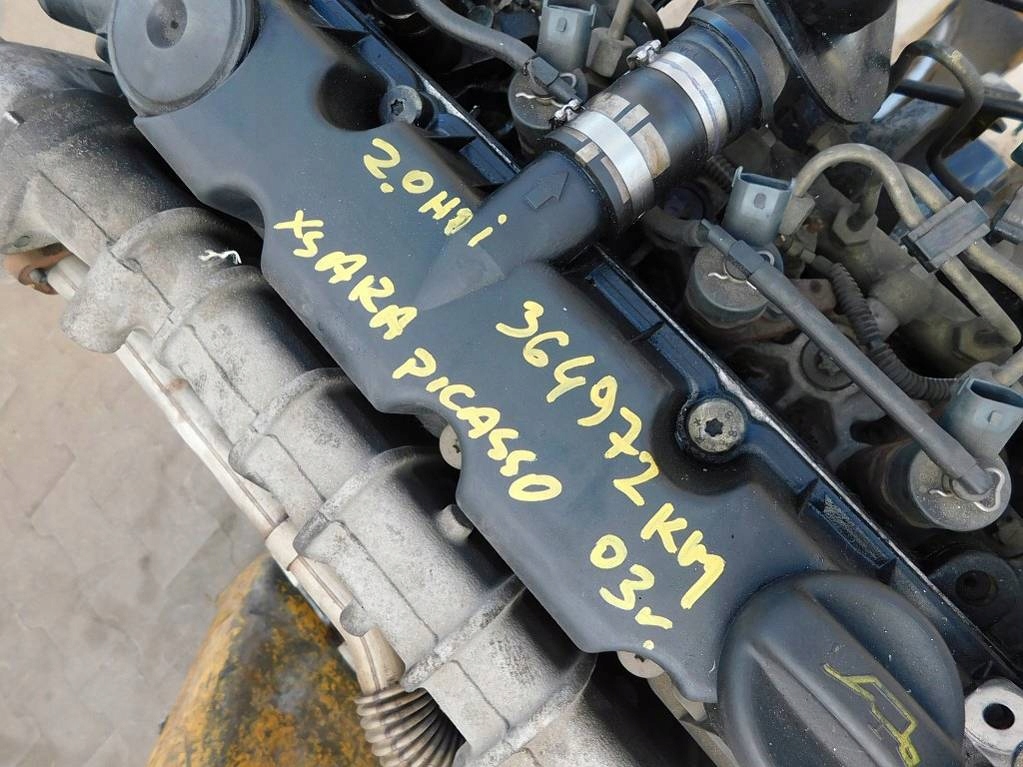 2.0HDi
XSARA PICASSO
364972 KM
03r.